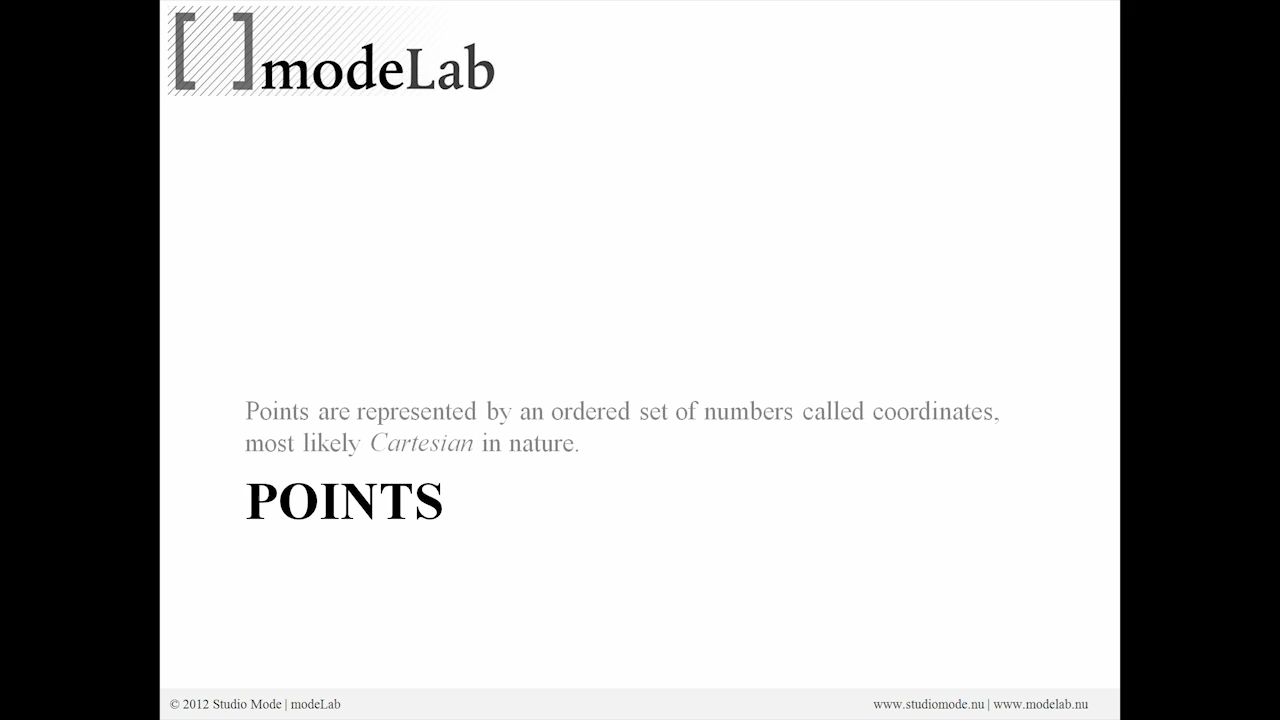 [ ]modeLab
Points are represented by an ordered set of numbers called coordinates,
most likely Cartesian in nature.
POINTS
© 2012 Studio Mode | modeLab
www.studiomode.nu | www.modelab.nu